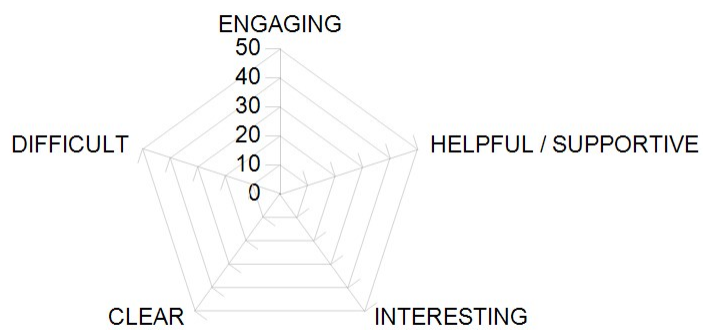 ENGAGING
50
40
30
20
10
0
DIFFICULT
HELPFUL / SUPPORTIVE
CLEAR
INTERESTING